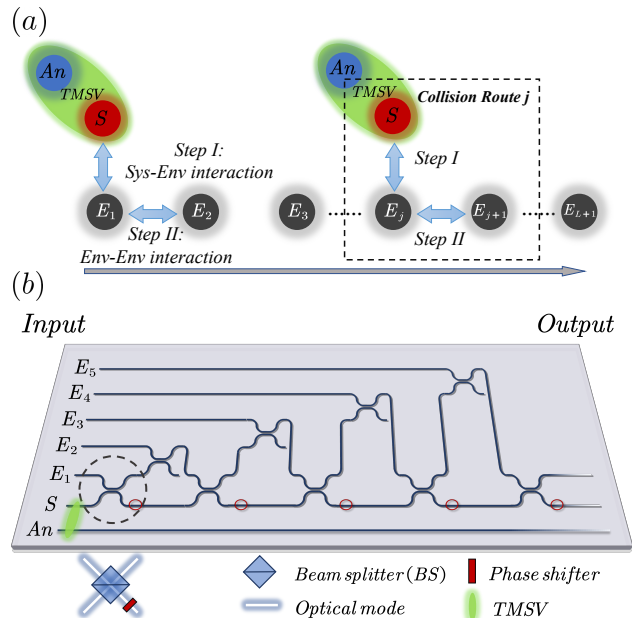 (a)
An
TMSV
S
Step I:
Sys-Env interaction
E1
E2
Step II:
Env-Env interaction
An
TMSV
S
Collision Route j
Step I
E3
......
Ej
Ej+1
......
EL+1
Step II
(b)
Input
Output
E5
E4
E3
E2
E1
S
An
Beam splitter (BS)
Phase shifter
Optical mode
TMSV